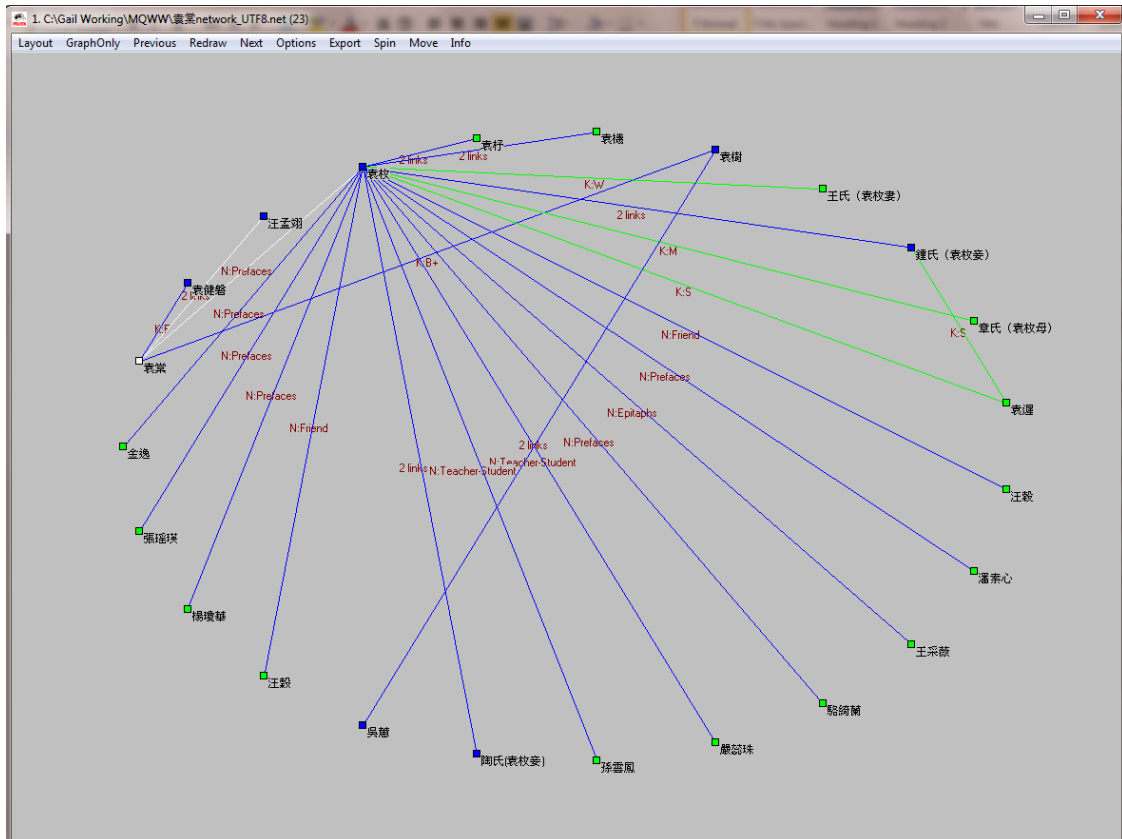 1. C:\Gail Working\MQWW\袁棠network_UTF8.net (23)
Layout GraphOnly Previous Redraw Next Options Export Spin Move Info
袁機
袁杼
袁樹
2 links
2 links
袁枚
K:W
王氏（袁枚妻）
2 links
汪孟翊
K:M
鍾氏（袁枚妾）
K:B+
N:Prefaces
袁健磐
2 links
K:S
N:Prefaces
章氏（袁枚母）
K:F
N:Friend
K:S
N:Prefaces
袁棠
N:Prefaces
N:Prefaces
袁遲
N:Epitaphs
N:Friend
金逸
2 links
N:Prefaces
N:Teacher-Student
2 links
N:Teacher-Student
汪穀
張瑶瑛
潘素心
楊瓊華
王采薇
汪穀
駱綺蘭
吳蕙
嚴蕊珠
陶氏(袁枚妾)
孫雲鳳